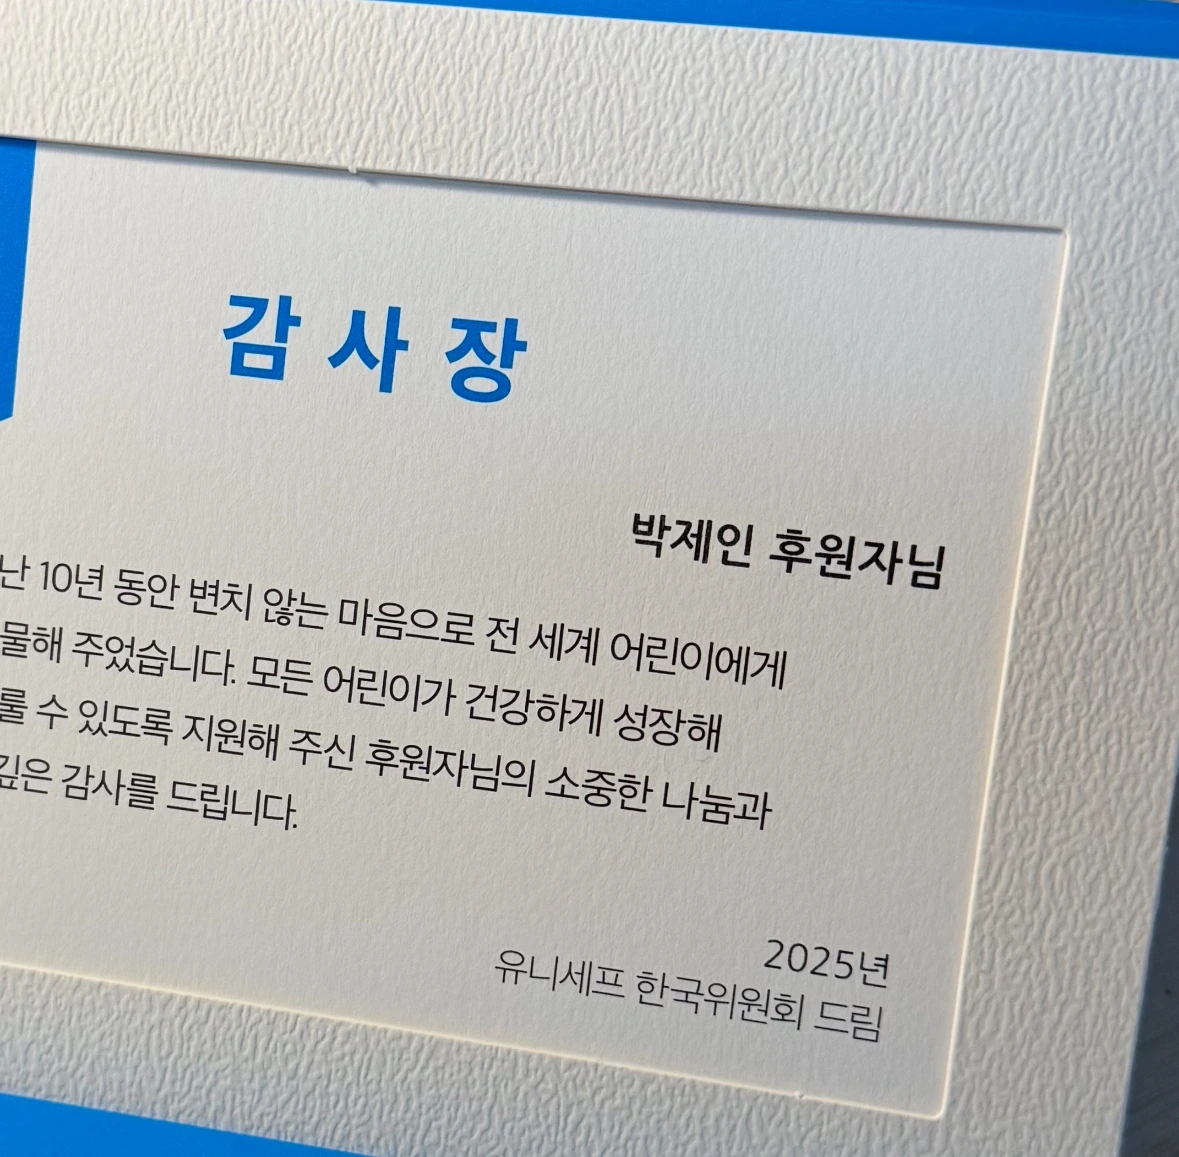 감사장
박제인 후원자님
난 10년 동안 변치 않는 마음으로 전 세계 어린이에게
물해 주었습니다. 모든 어린이가 건강하게 성장해
룰 수 있도록 지원해 주신 후원자님의 소중한 나눔과
깊은 감사를 드립니다.
2025년
유니세프 한국위원회 드림